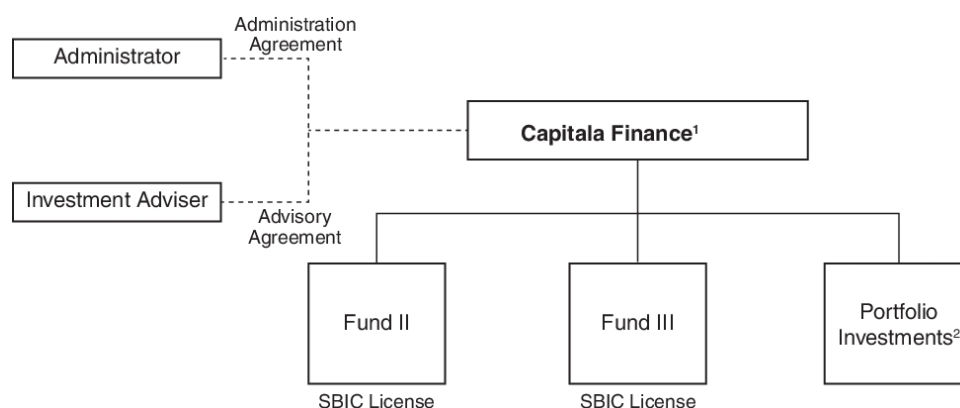 Administration
Agreement
Administrator
Capitala Finance¹
Investment Adviser
Advisory
Agreement
Fund II
Fund III
Portfolio
Investments²
SBIC License
SBIC License